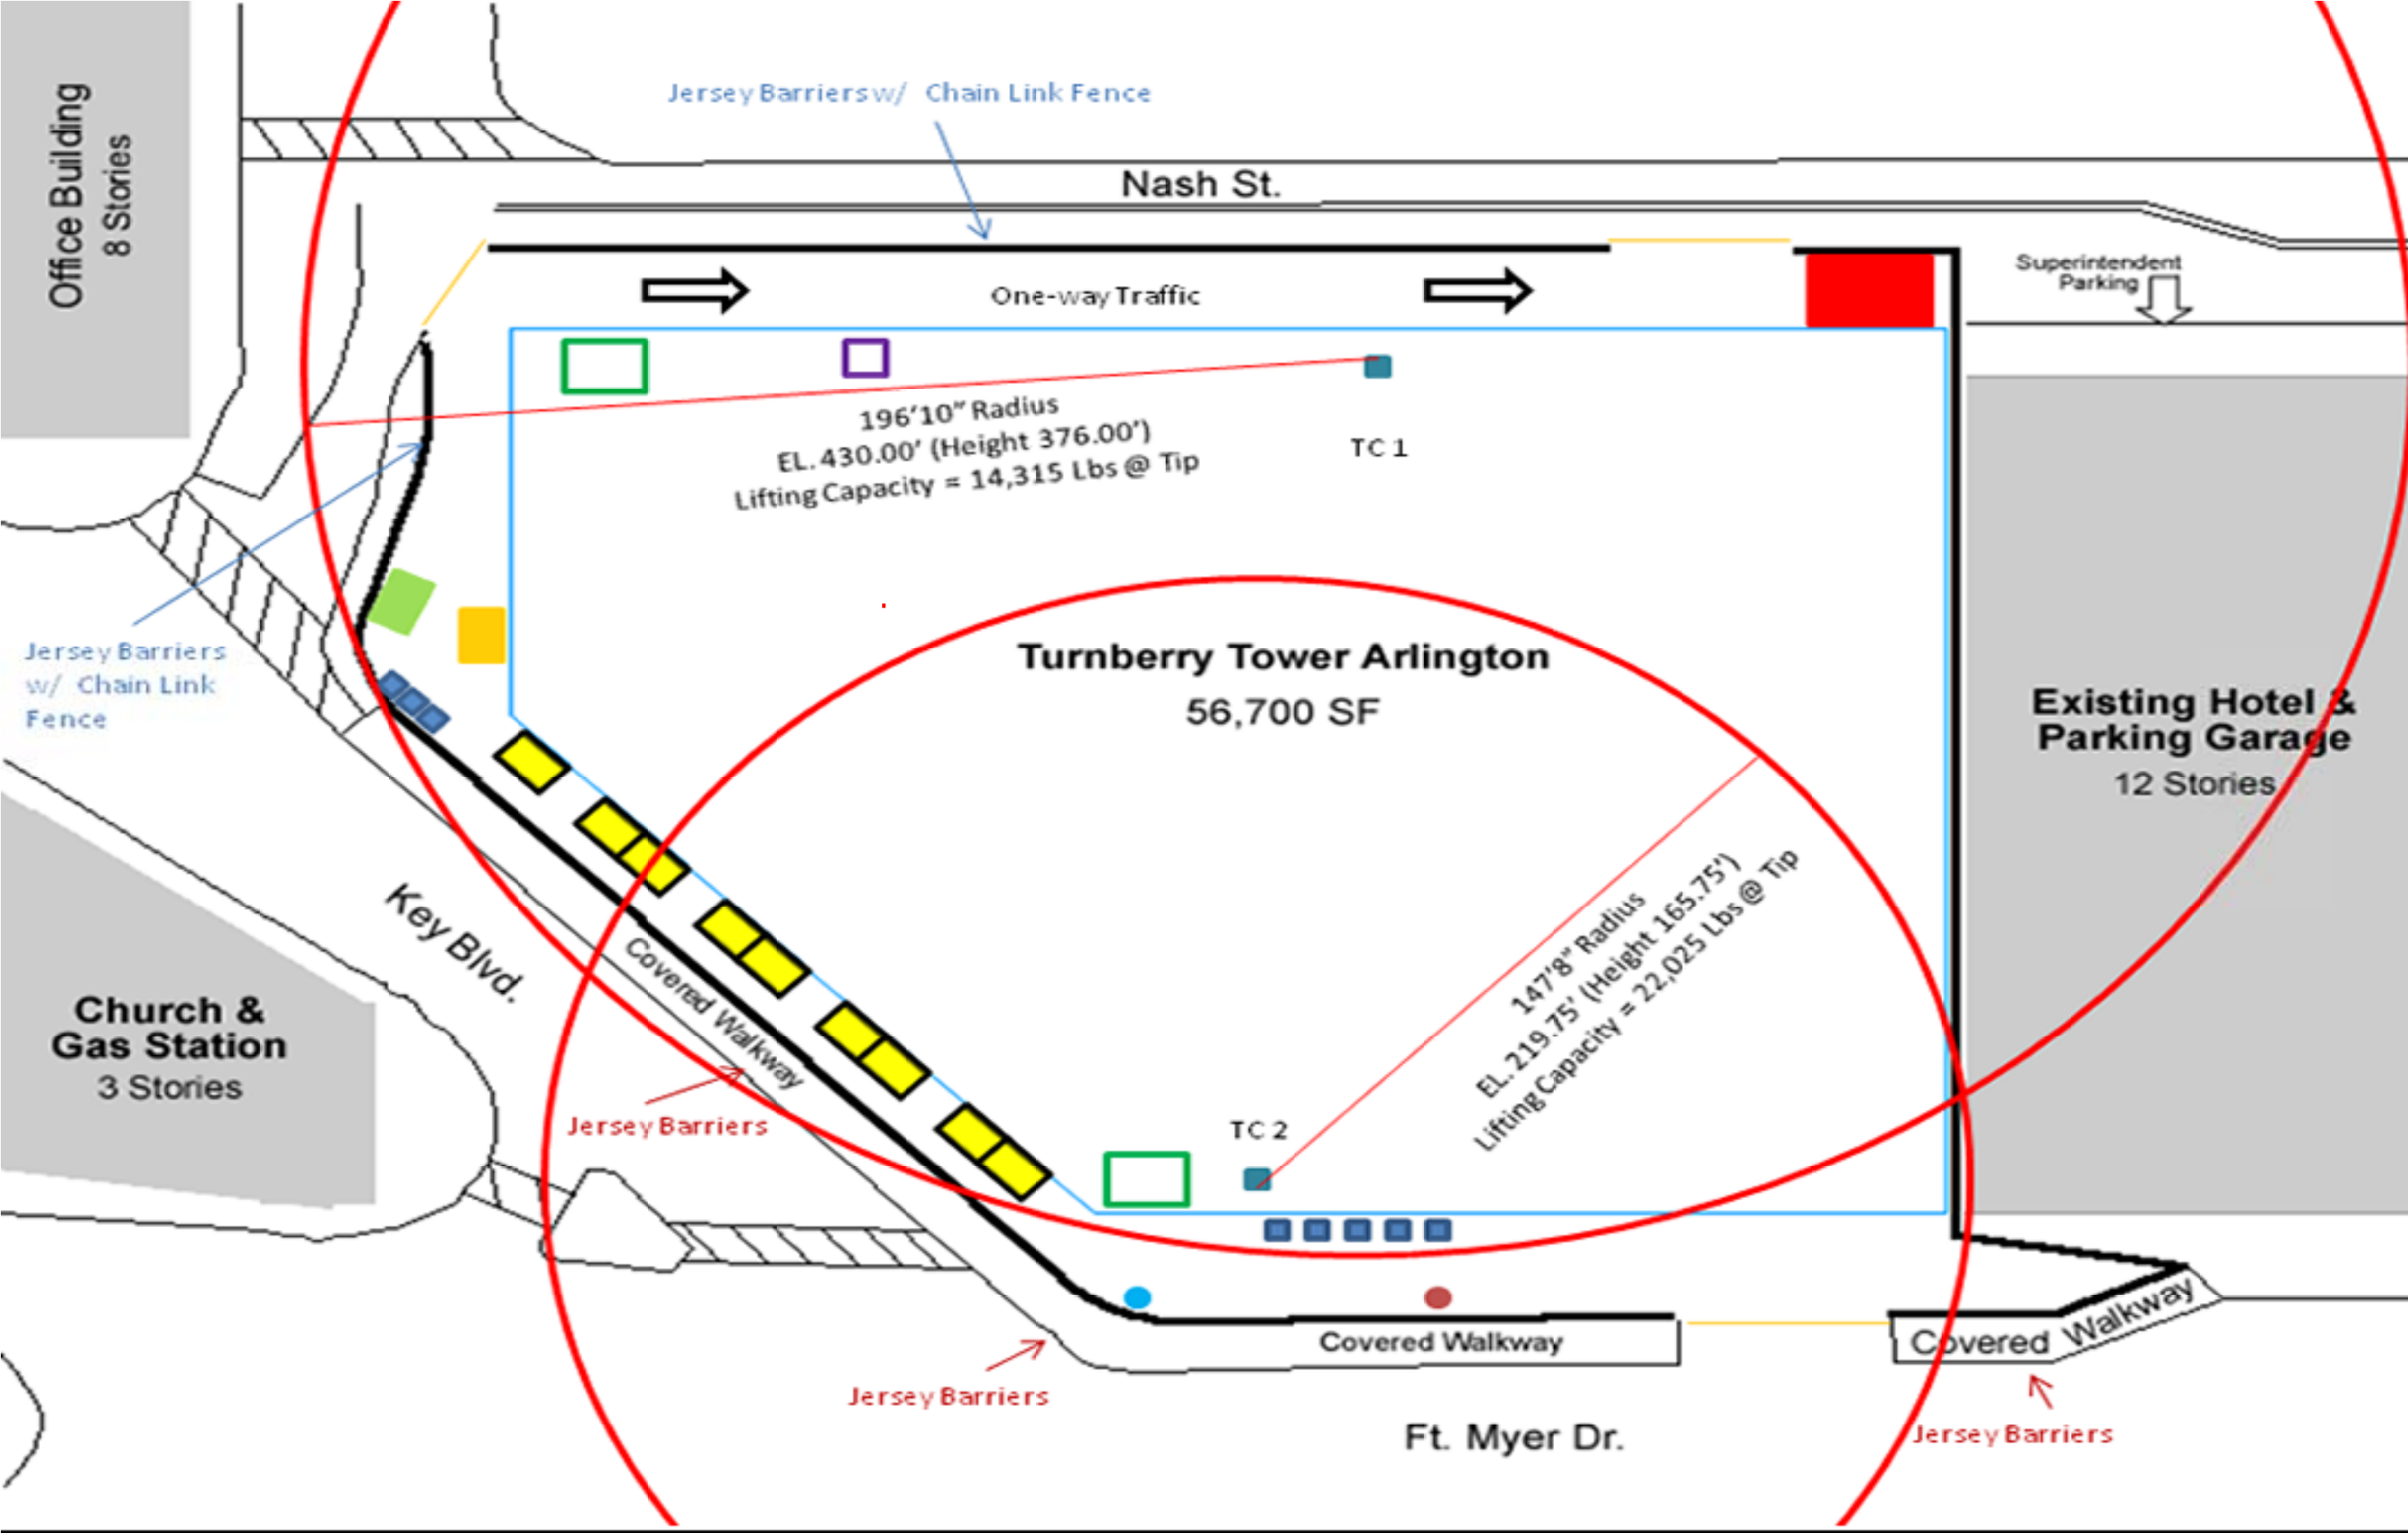 Office Building
8 Stories
Jersey Barriers w/ Chain Link Fence
Nash St.
One-way Traffic
Superintendent
Parking
196'10" Radius
EL. 430.00' (Height 376.00')
Lifting Capacity = 14,315 Lbs @ Tip
TC 1
Jersey Barriers
w/ Chain Link
Fence
Turnberry Tower Arlington
56,700 SF
Existing Hotel &
Parking Garage
12 Stories
Key Blvd.
Covered Walkway
147'8" Radius
EL. 219.75' (Height 165.75')
Lifting Capacity = 22,025 Lbs @ Tip
Church &
Gas Station
3 Stories
Jersey Barriers
TC 2
Covered Walkway
Covered Walkway
Jersey Barriers
Ft. Myer Dr.
Jersey Barriers